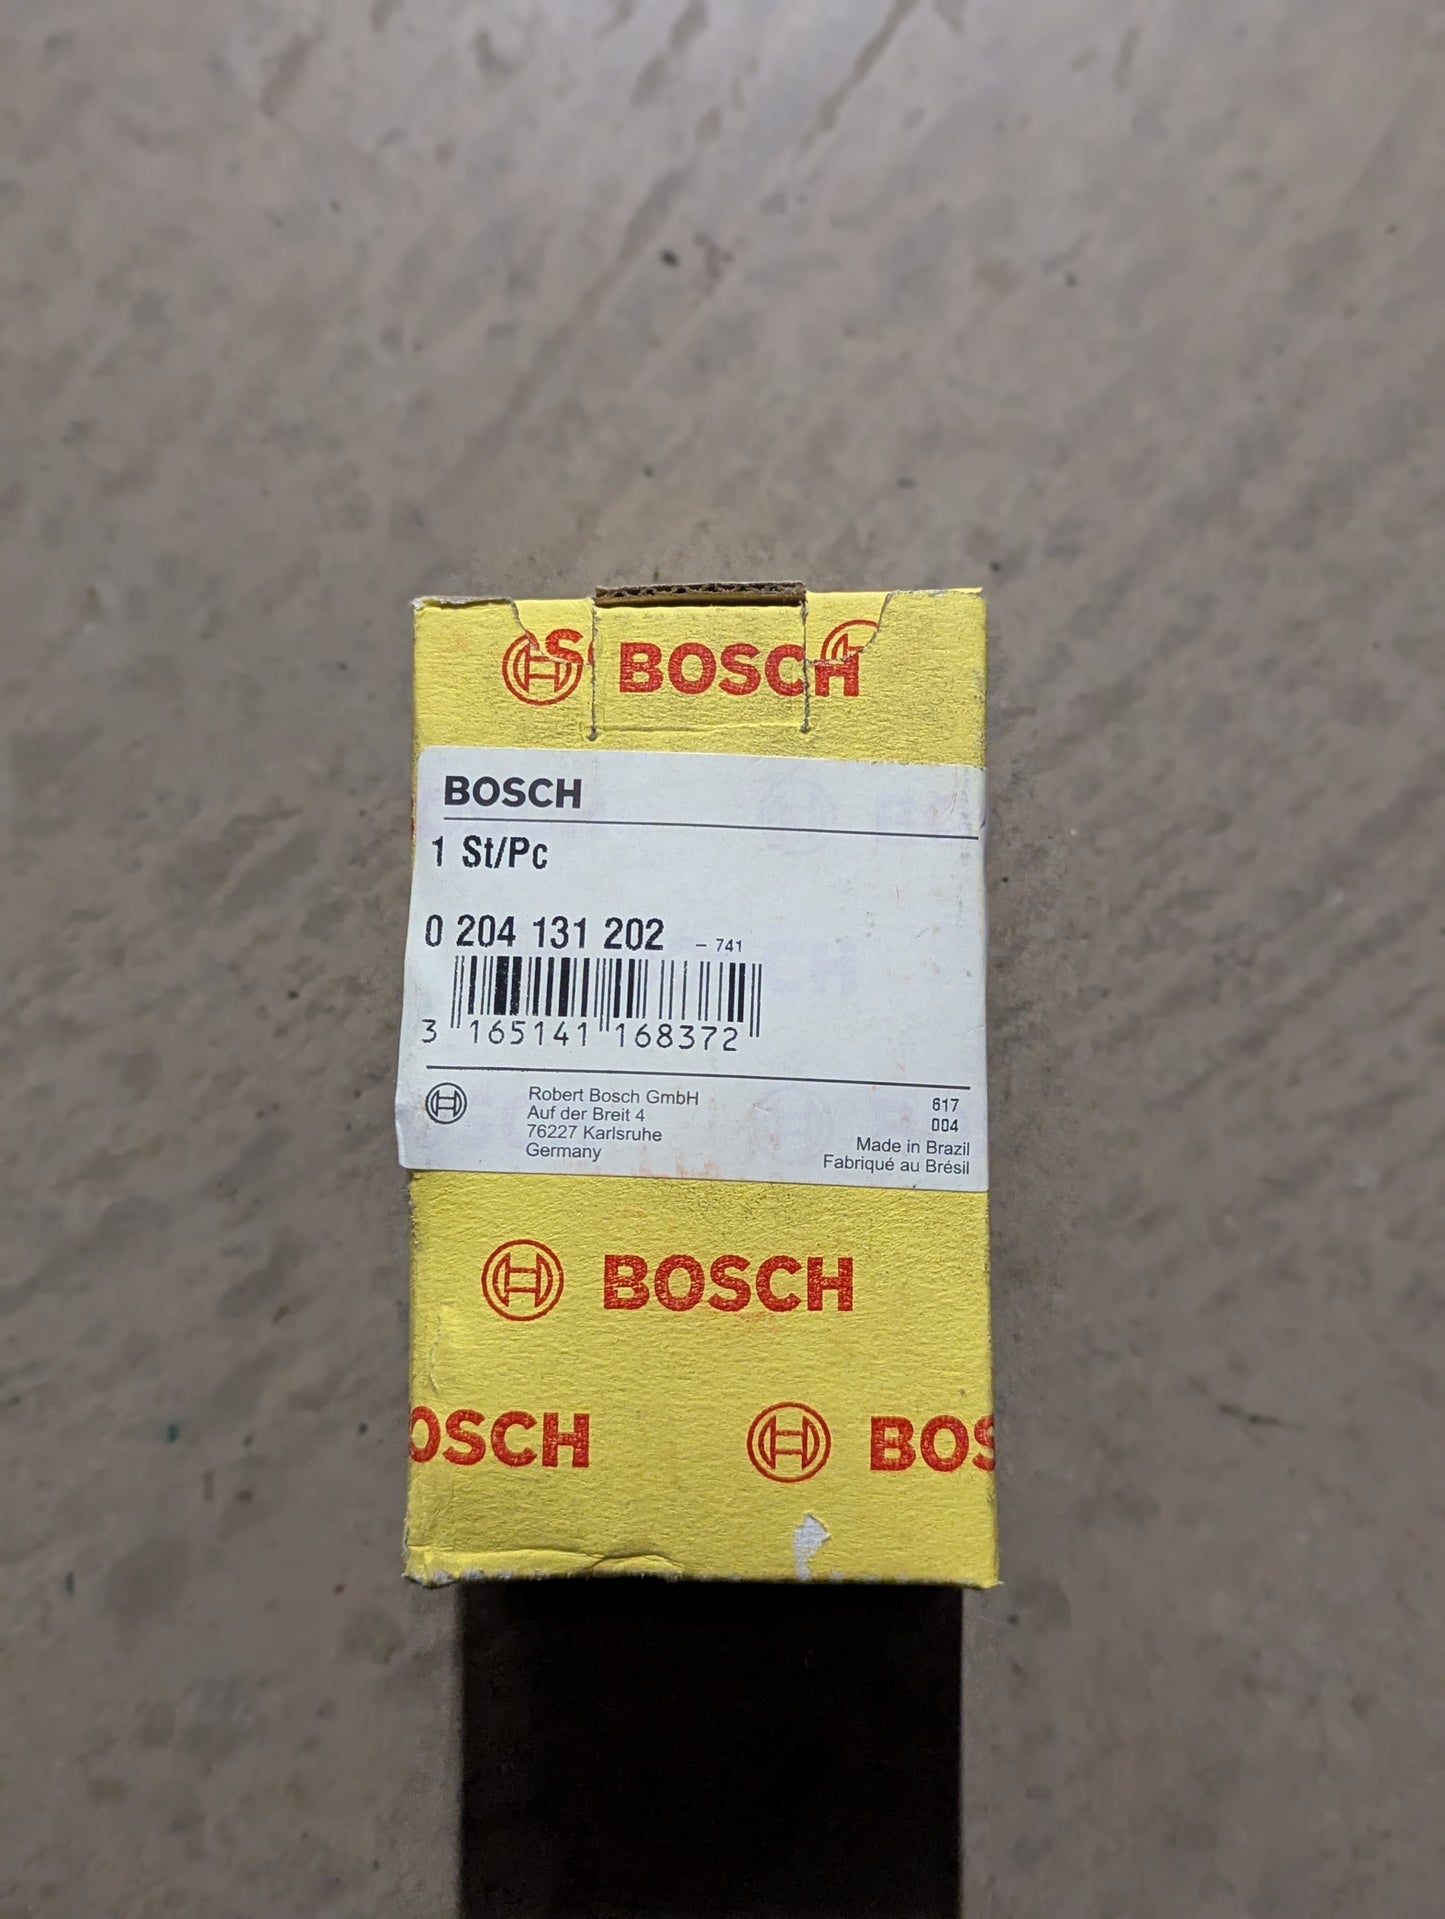 BOSCH
BOSCH
1 St/Pc
0 204 131 202 - 741
3 165141 168372
Robert Bosch GmbH
Auf der Breit 4
76227 Karlsruhe
Germany
617
004
Made in Brazil
Fabriqué au Brésil
BOSCH
OSCH BOS